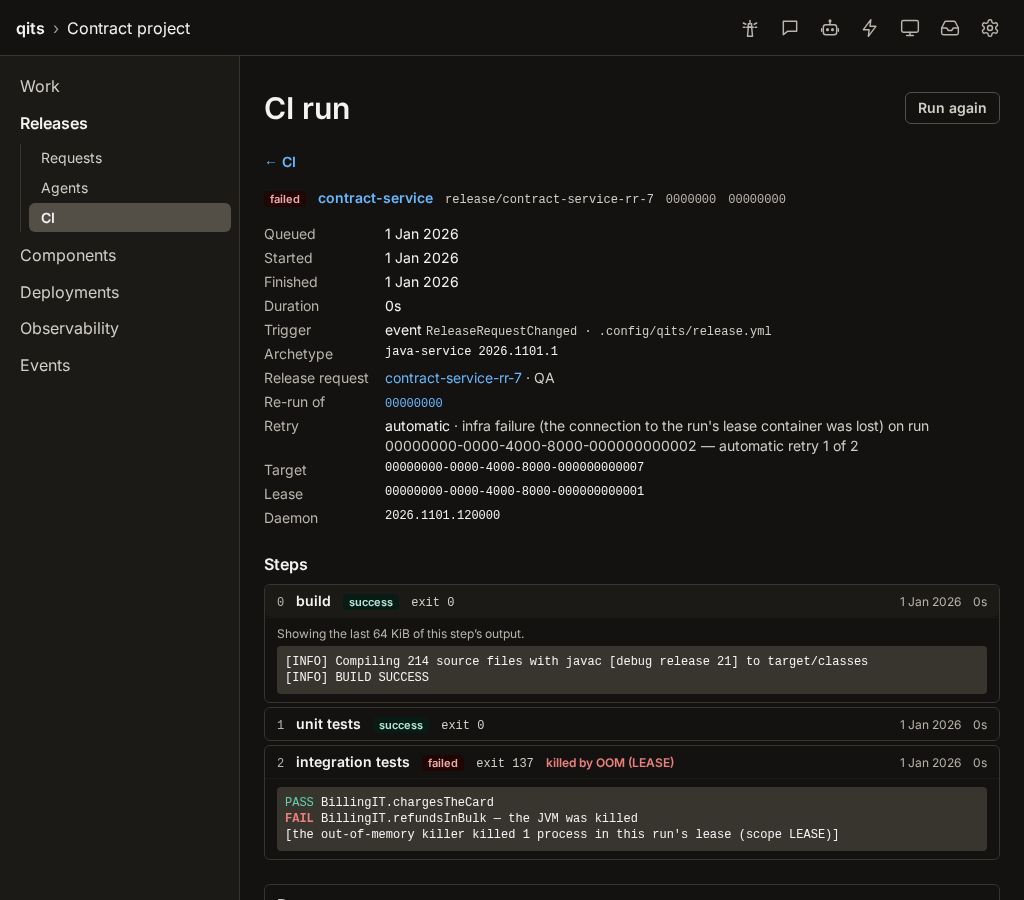 qits › Contract project
Work
Releases
Requests
Agents
CI
Components
Deployments
Observability
Events
CI run
Run again
← CI
failed contract-service release/contract-service-rr-7 0000000 00000000
Queued 1 Jan 2026
Started 1 Jan 2026
Finished 1 Jan 2026
Duration 0s
Trigger event ReleaseRequestChanged · .config/qits/release.yml
Archetype java-service 2026.1101.1
Release request contract-service-rr-7 · QA
Re-run of 00000000
Retry automatic · infra failure (the connection to the run's lease container was lost) on run
00000000-0000-4000-8000-000000000002 — automatic retry 1 of 2
Target 00000000-0000-4000-8000-000000000007
Lease 00000000-0000-4000-8000-000000000001
Daemon 2026.1101.120000
Steps
0 build success exit 0 1 Jan 2026 0s
Showing the last 64 KiB of this step's output.
[INFO] Compiling 214 source files with javac [debug release 21] to target/classes
[INFO] BUILD SUCCESS
1 unit tests success exit 0 1 Jan 2026 0s
2 integration tests failed exit 137 killed by OOM (LEASE) 1 Jan 2026 0s
PASS BillingIT.chargesTheCard
FAIL BillingIT.refundsInBulk — the JVM was killed
[the out-of-memory killer killed 1 process in this run's lease (scope LEASE)]